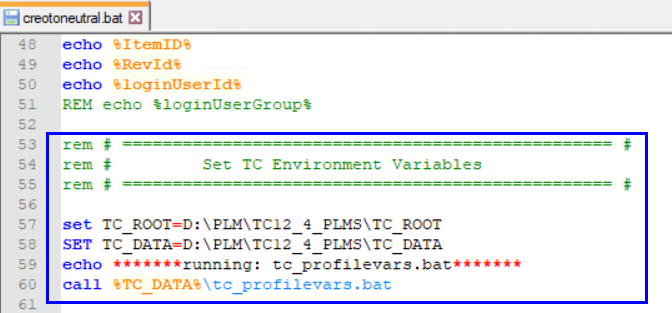 creotoneutral.bat
48 echo %ItemID%
49 echo %RevId%
50 echo %loginUserId%
51 REM echo %loginUserGroup%
52
53 rem # ================================================= #
54 rem #         Set TC Environment Variables
55 rem # ================================================= #
56
57 set TC_ROOT=D:\PLM\TC12_4_PLMS\TC_ROOT
58 SET TC_DATA=D:\PLM\TC12_4_PLMS\TC_DATA
59 echo *******running: tc_profilevars.bat*******
60 call %TC_DATA%\tc_profilevars.bat
61